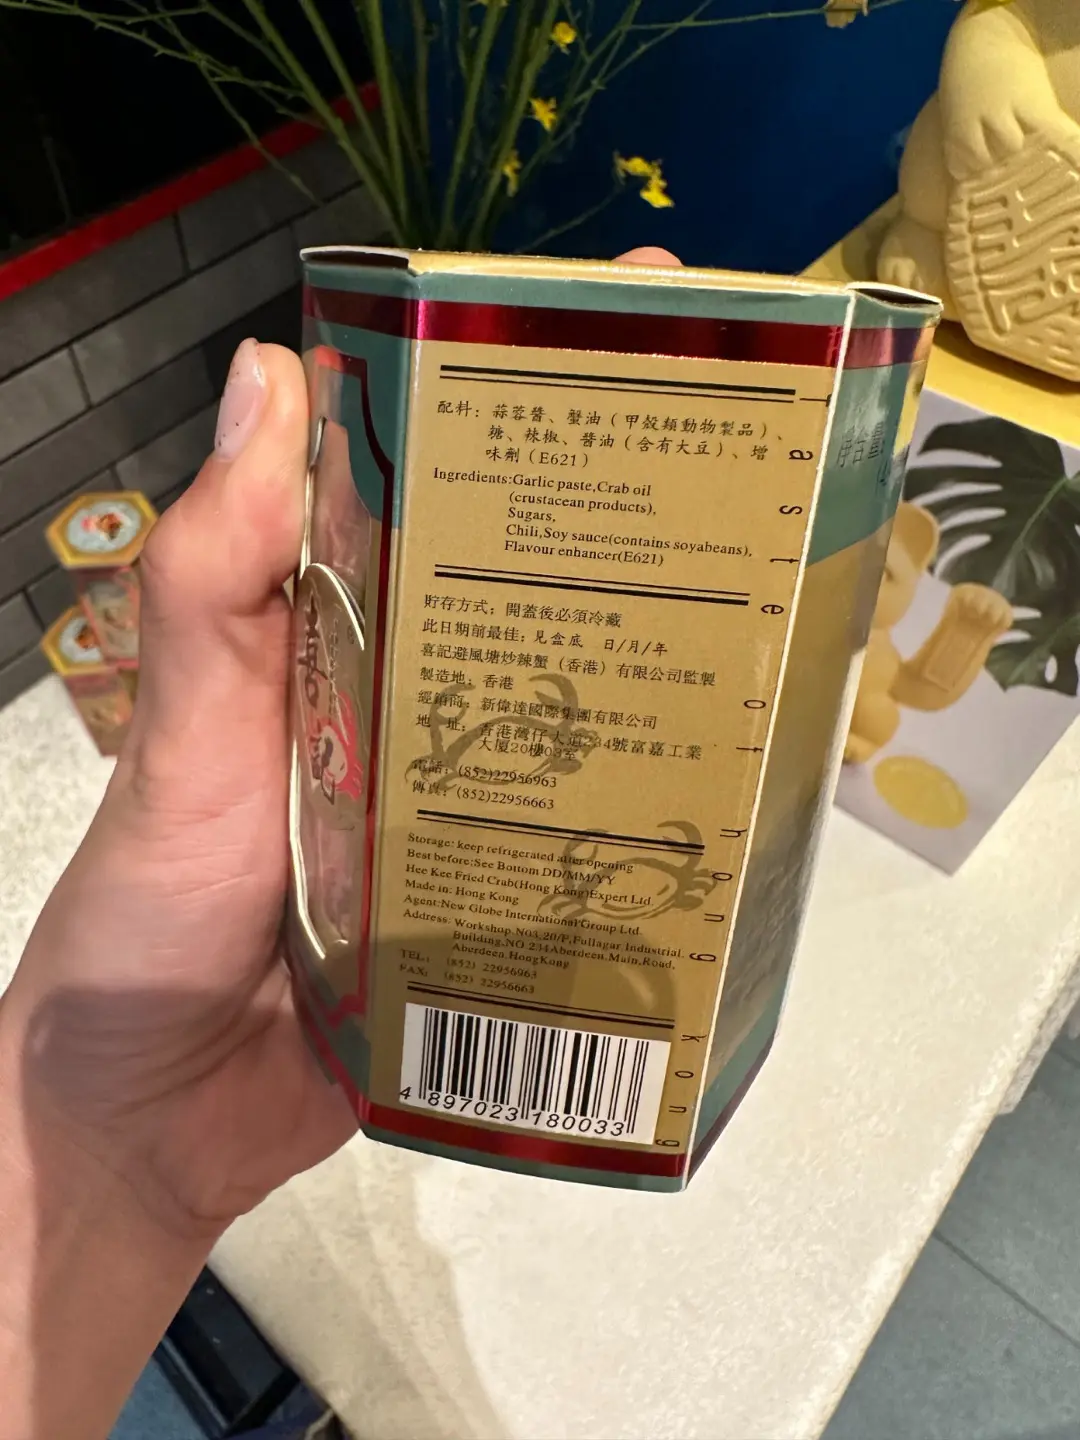 配料：蒜蓉醬、蟹油（甲殼類動物製品）、
糖、辣椒、醬油（含有大豆）、增
味劑（E621）
Ingredients:Garlic paste,Crab oil
(crustacean products),
Sugars,
Chili,Soy sauce(contains soyabeans),
Flavour enhancer(E621)
貯存方式：開蓋後必須冷藏
此日期前最佳：見盒底 日/月/年
喜記避風塘炒辣蟹（香港）有限公司監製
製造地：香港
經銷商：新偉達國際集團有限公司
地 址：香港灣仔大道234號富嘉工業
大厦20樓03室
電話：(852)22956963
傳真：(852)22956663
Storage: keep refrigerated after opening
Best before:See Bottom DD/MM/YY
Hee Kee Fried Crab(Hong Kong)Expert Ltd.
Made in: Hong Kong
Agent:New Globe International Group Ltd.
Address: Workshop.No3,20/F,Fullagar Industrial.
Building.NO 234Aberdeen.Main.Road,
Aberdeen.HongKong
TEL: (852) 22956963
FAX: (852) 22956663
4 897023 180033
Taste of hong kong
淨含量